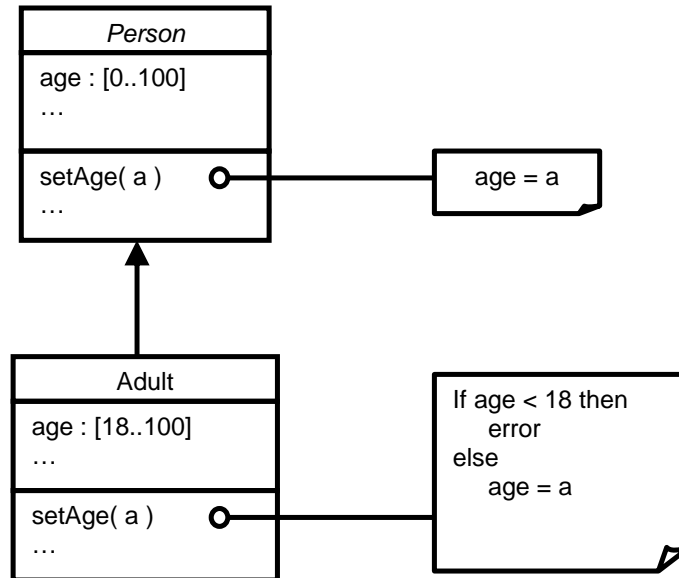 Person
age : [0..100]
…
setAge( a )
…
age = a
Adult
age : [18..100]
…
setAge( a )
…
If age < 18 then
error
else
age = a